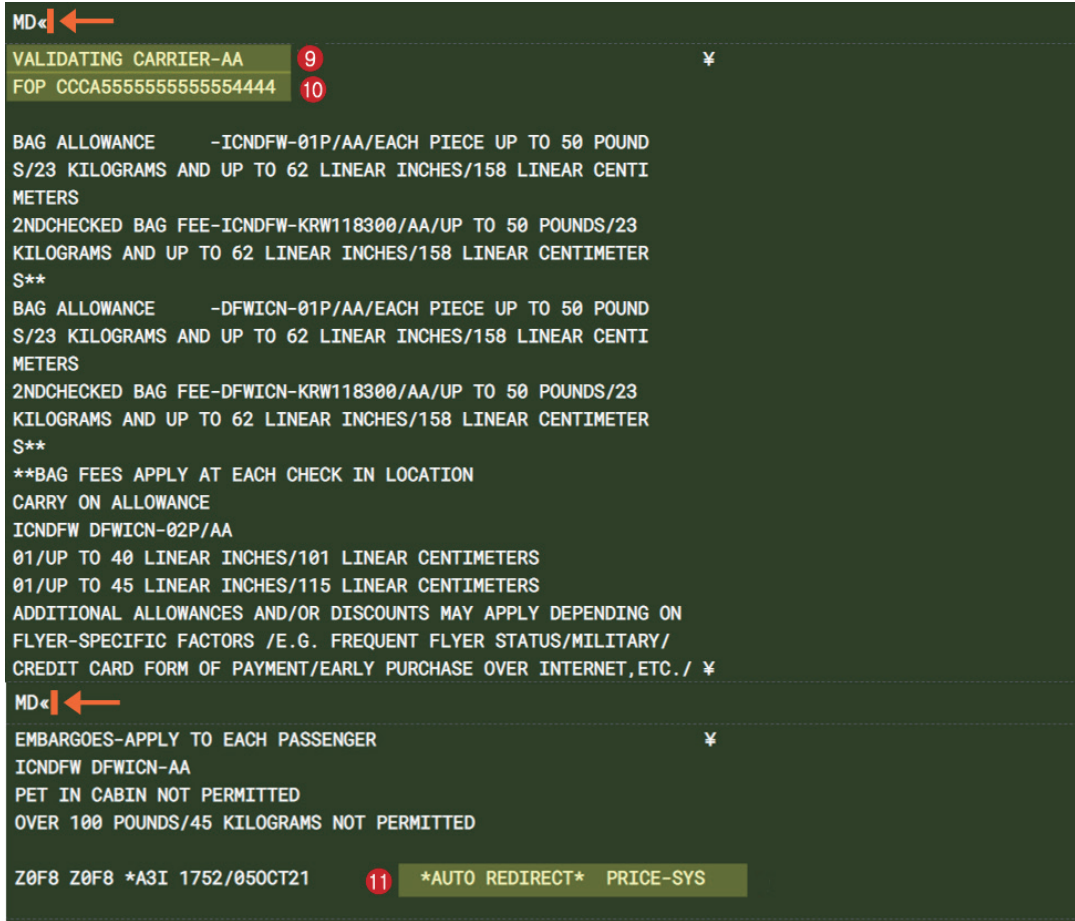 MD«
VALIDATING CARRIER-AA 9 ¥
FOP CCCA5555555555554444 10
BAG ALLOWANCE -ICNDFW-01P/AA/EACH PIECE UP TO 50 POUND
S/23 KILOGRAMS AND UP TO 62 LINEAR INCHES/158 LINEAR CENTI
METERS
2NDCHECKED BAG FEE-ICNDFW-KRW118300/AA/UP TO 50 POUNDS/23
KILOGRAMS AND UP TO 62 LINEAR INCHES/158 LINEAR CENTIMETER
S**
BAG ALLOWANCE -DFWICN-01P/AA/EACH PIECE UP TO 50 POUND
S/23 KILOGRAMS AND UP TO 62 LINEAR INCHES/158 LINEAR CENTI
METERS
2NDCHECKED BAG FEE-DFWICN-KRW118300/AA/UP TO 50 POUNDS/23
KILOGRAMS AND UP TO 62 LINEAR INCHES/158 LINEAR CENTIMETER
S**
**BAG FEES APPLY AT EACH CHECK IN LOCATION
CARRY ON ALLOWANCE
ICNDFW DFWICN-02P/AA
01/UP TO 40 LINEAR INCHES/101 LINEAR CENTIMETERS
01/UP TO 45 LINEAR INCHES/115 LINEAR CENTIMETERS
ADDITIONAL ALLOWANCES AND/OR DISCOUNTS MAY APPLY DEPENDING ON
FLYER-SPECIFIC FACTORS /E.G. FREQUENT FLYER STATUS/MILITARY/
CREDIT CARD FORM OF PAYMENT/EARLY PURCHASE OVER INTERNET,ETC./ ¥
MD«
EMBARGOES-APPLY TO EACH PASSENGER ¥
ICNDFW DFWICN-AA
PET IN CABIN NOT PERMITTED
OVER 100 POUNDS/45 KILOGRAMS NOT PERMITTED
Z0F8 Z0F8 *A3I 1752/05OCT21 11 *AUTO REDIRECT* PRICE-SYS